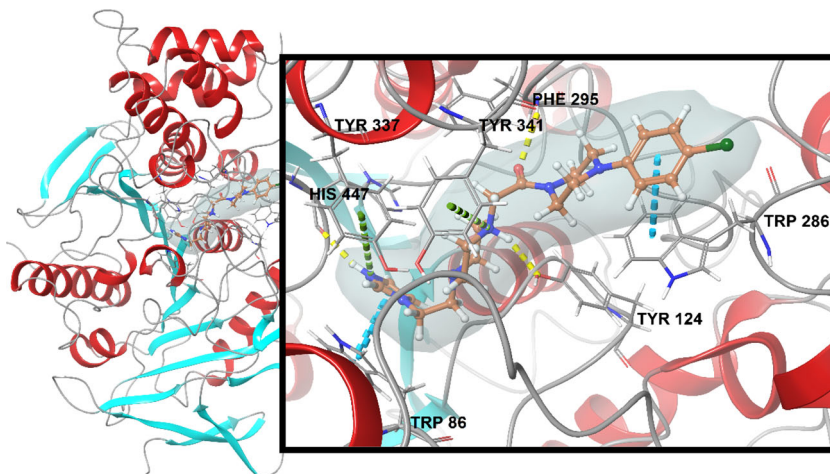 PHE 295
TYR 337
TYR 341
HIS 447
TRP 286
TYR 124
TRP 86